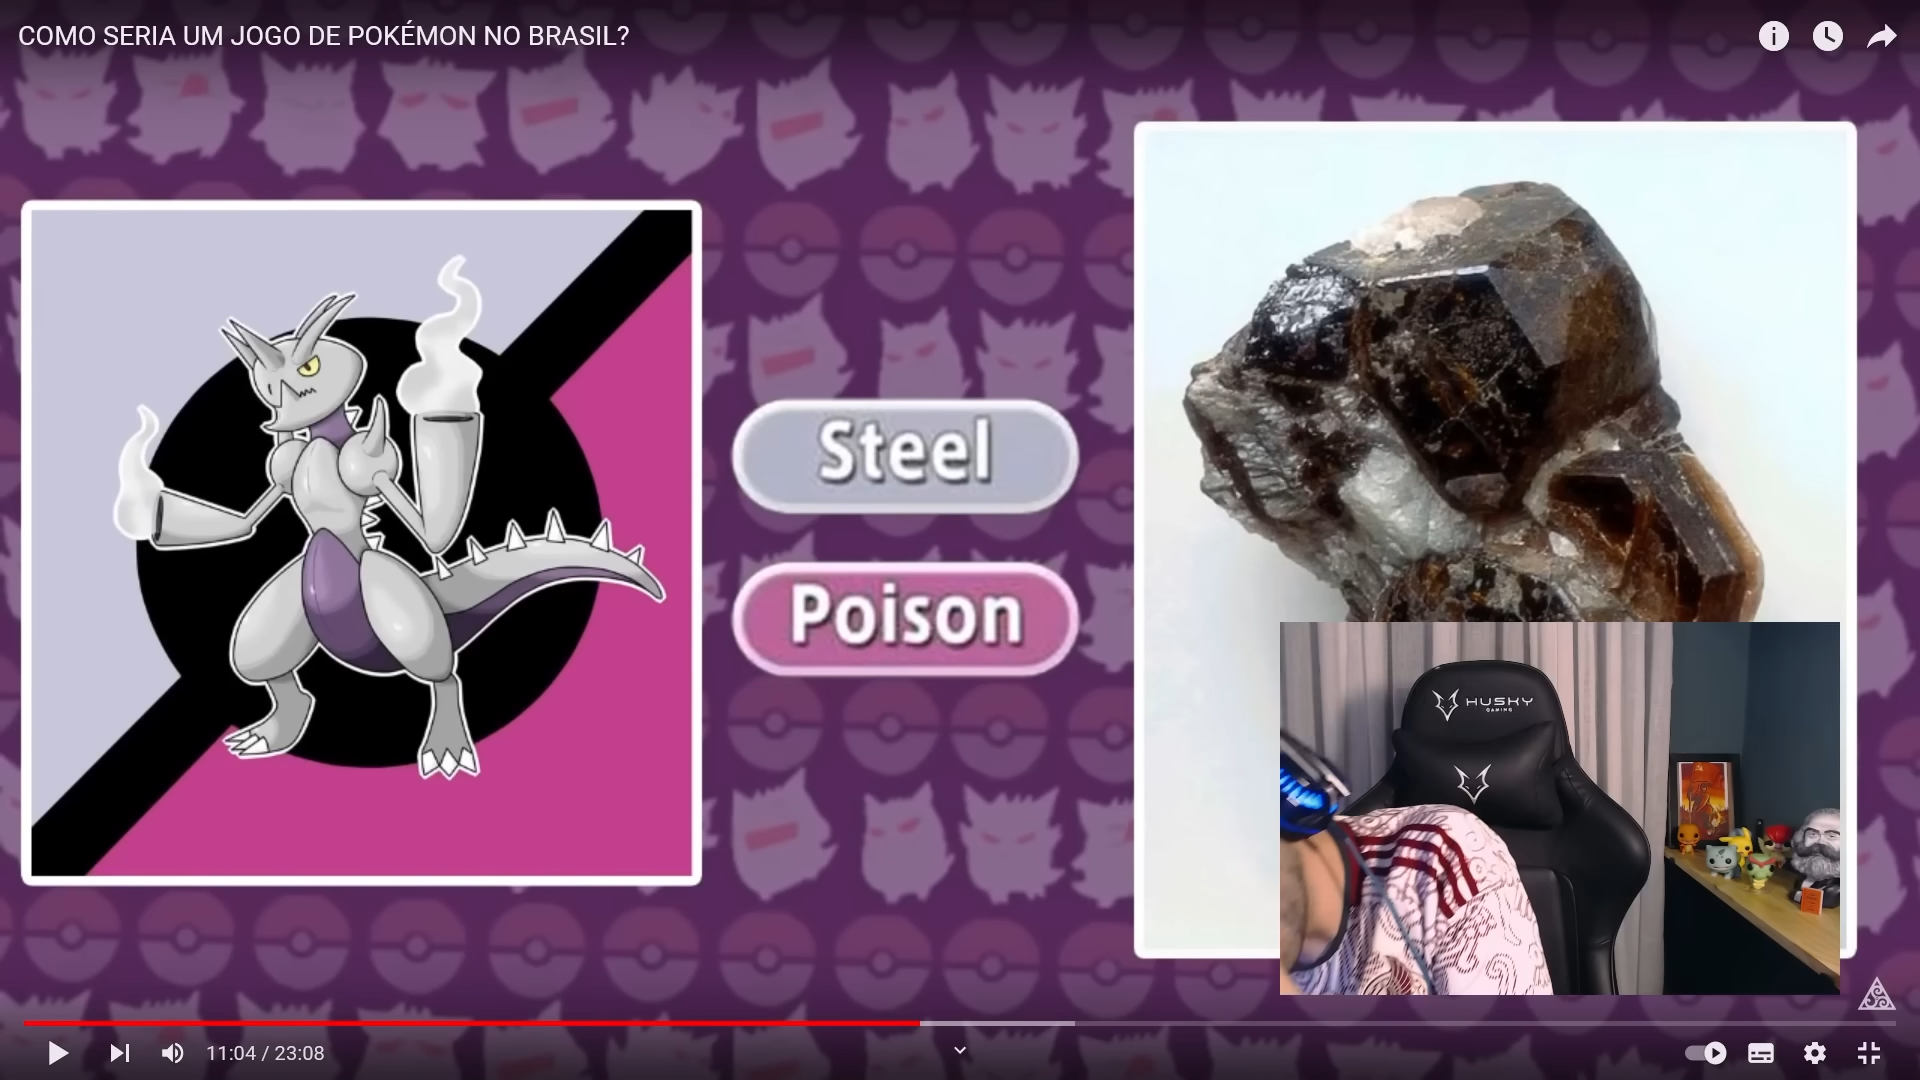 COMO SERIA UM JOGO DE POKÉMON NO BRASIL?
Steel
Poison
HUSKY
GAMING
11:04 / 23:08